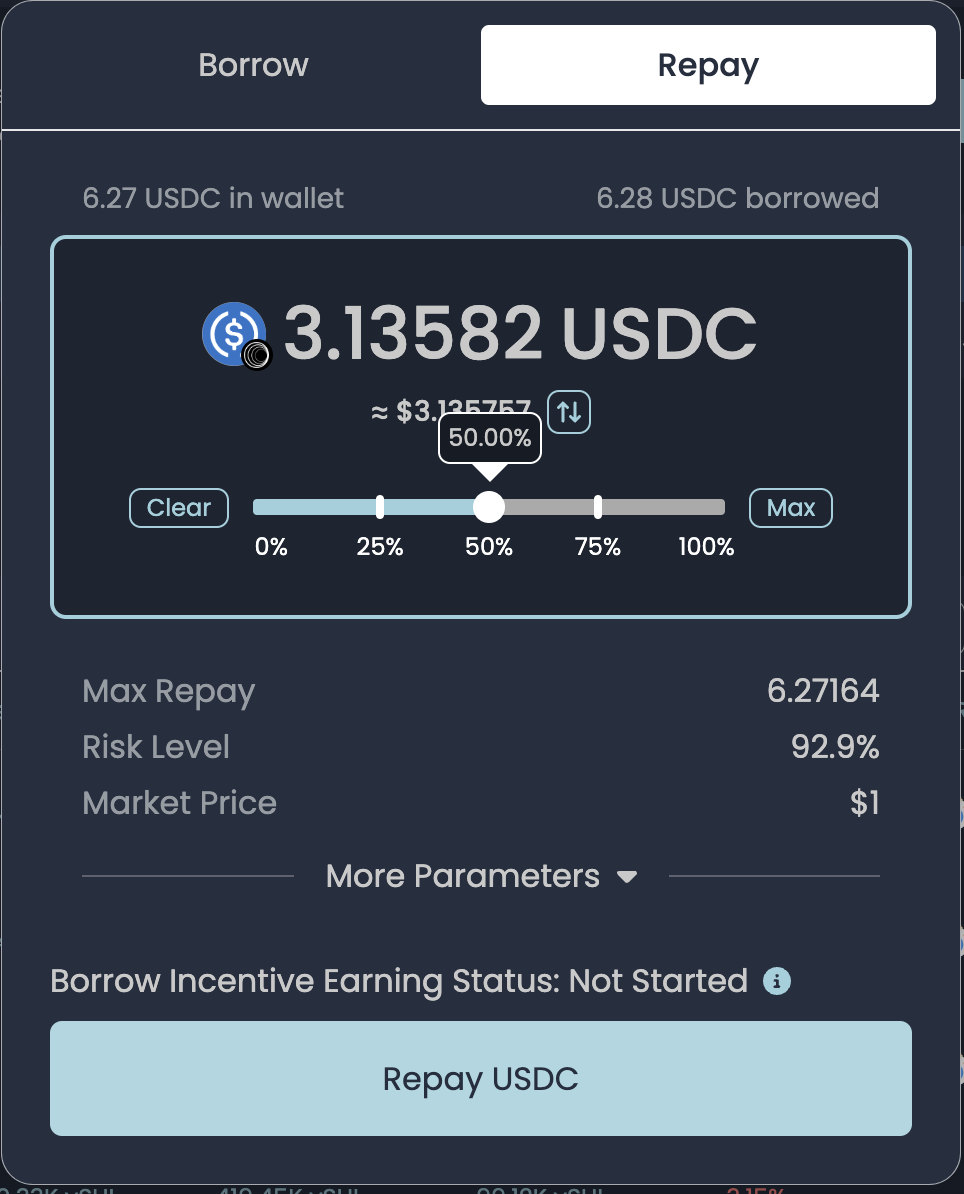 Borrow
Repay
6.27 USDC in wallet
6.28 USDC borrowed
3.13582 USDC
≈ $3.135757
50.00%
Clear
Max
0% 25% 50% 75% 100%
Max Repay 6.27164
Risk Level 92.9%
Market Price $1
More Parameters
Borrow Incentive Earning Status: Not Started
Repay USDC